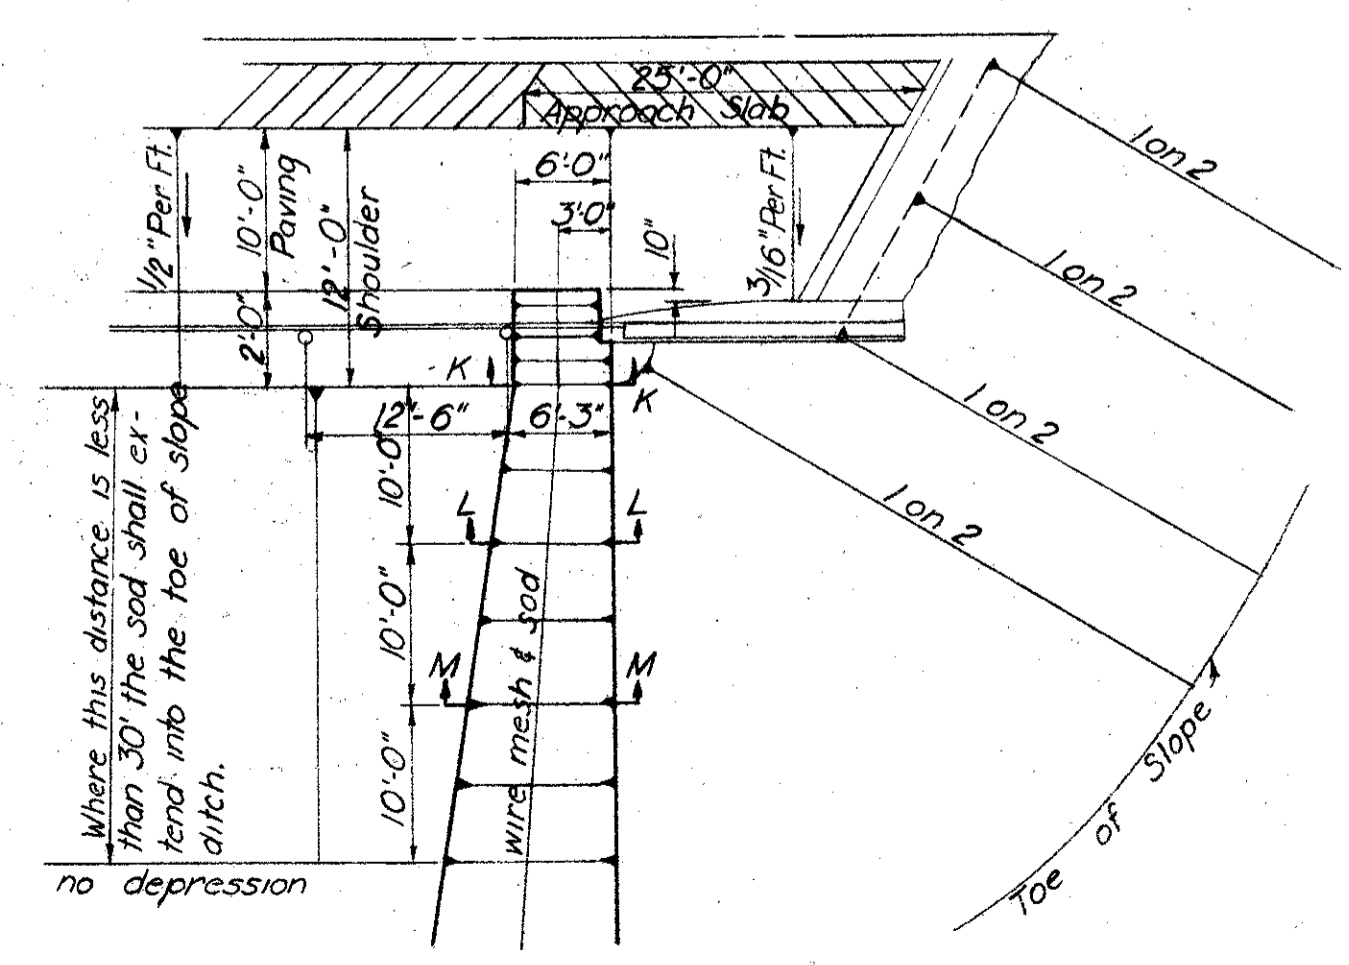 25'-0"
Approach Slab
1/2" Per Ft.
10'-0"
Paving
12'-0"
Shoulder
6'-0"
3'-0"
10"
3/16" Per Ft.
1 on 2
1 on 2
1 on 2
1 on 2
2'-0"
K
K
12'-6"
6'-3"
10'-0"
L
L
10'-0"
M
M
10'-0"
wire mesh & sod
Where this distance is less
than 30' the sod shall ex-
tend into the toe of slope
ditch.
no depression
Toe of Slope